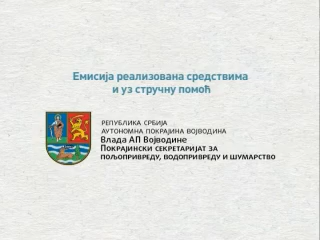 Емисија реализована средствима
и уз стручну помоћ
РЕПУБЛИКА СРБИЈА
АУТОНОМНА ПОКРАЈИНА ВОЈВОДИНА
Влада АП Војводине
ПОКРАЈИНСКИ СЕКРЕТАРИЈАТ ЗА
ПОЉОПРИВРЕДУ, ВОДОПРИВРЕДУ И ШУМАРСТВО